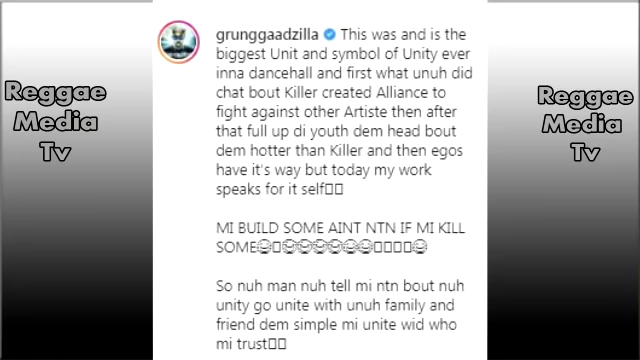 grunggaadzilla This was and is the
biggest Unit and symbol of Unity ever
inna dancehall and first what unuh did
chat bout Killer created Alliance to
fight against other Artiste then after
that full up di youth dem head bout
dem hotter than Killer and then egos
have it's way but today my work
speaks for it self
MI BUILD SOME AINT NTN IF MI KILL
SOME
So nuh man nuh tell mi ntn bout nuh
unity go unite with unuh family and
friend dem simple mi unite wid who
mi trust
Reggae
Media
Tv
Reggae
Media
Tv